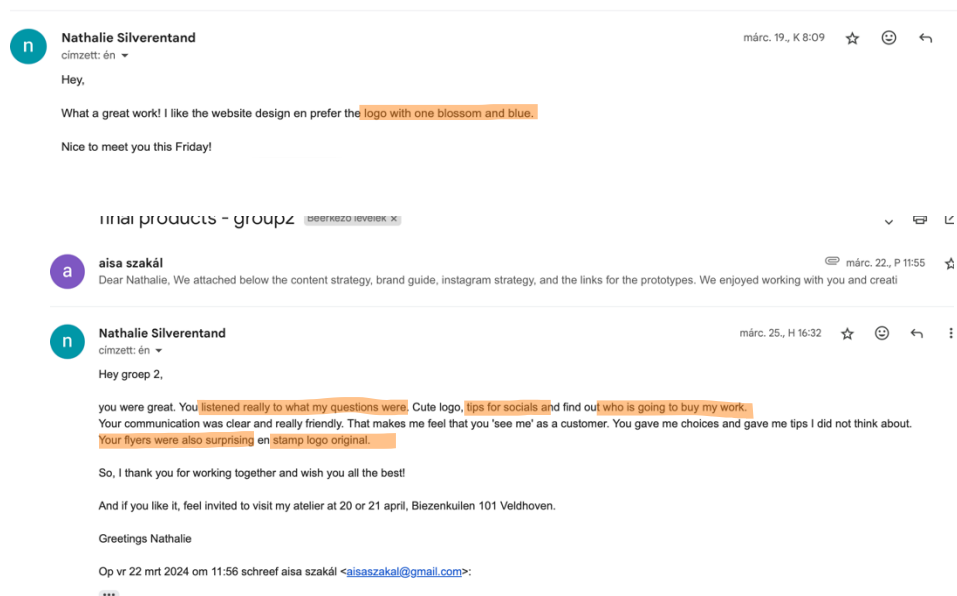 n
Nathalie Silverentand
márc. 19., K 8:09
címzett: én
Hey,
What a great work! I like the website design en prefer the logo with one blossom and blue.
Nice to meet you this Friday!
final products - group2 Beérkező levelek ×
a
aisa szakál
márc. 22., P 11:55
Dear Nathalie, We attached below the content strategy, brand guide, instagram strategy, and the links for the prototypes. We enjoyed working with you and creati
n
Nathalie Silverentand
márc. 25., H 16:32
címzett: én
Hey groep 2,
you were great. You listened really to what my questions were. Cute logo, tips for socials and find out who is going to buy my work.
Your communication was clear and really friendly. That makes me feel that you 'see me' as a customer. You gave me choices and gave me tips I did not think about.
Your flyers were also surprising en stamp logo original.
So, I thank you for working together and wish you all the best!
And if you like it, feel invited to visit my atelier at 20 or 21 april, Biezenkuilen 101 Veldhoven.
Greetings Nathalie
Op vr 22 mrt 2024 om 11:56 schreef aisa szakál <aisaszakal@gmail.com>: